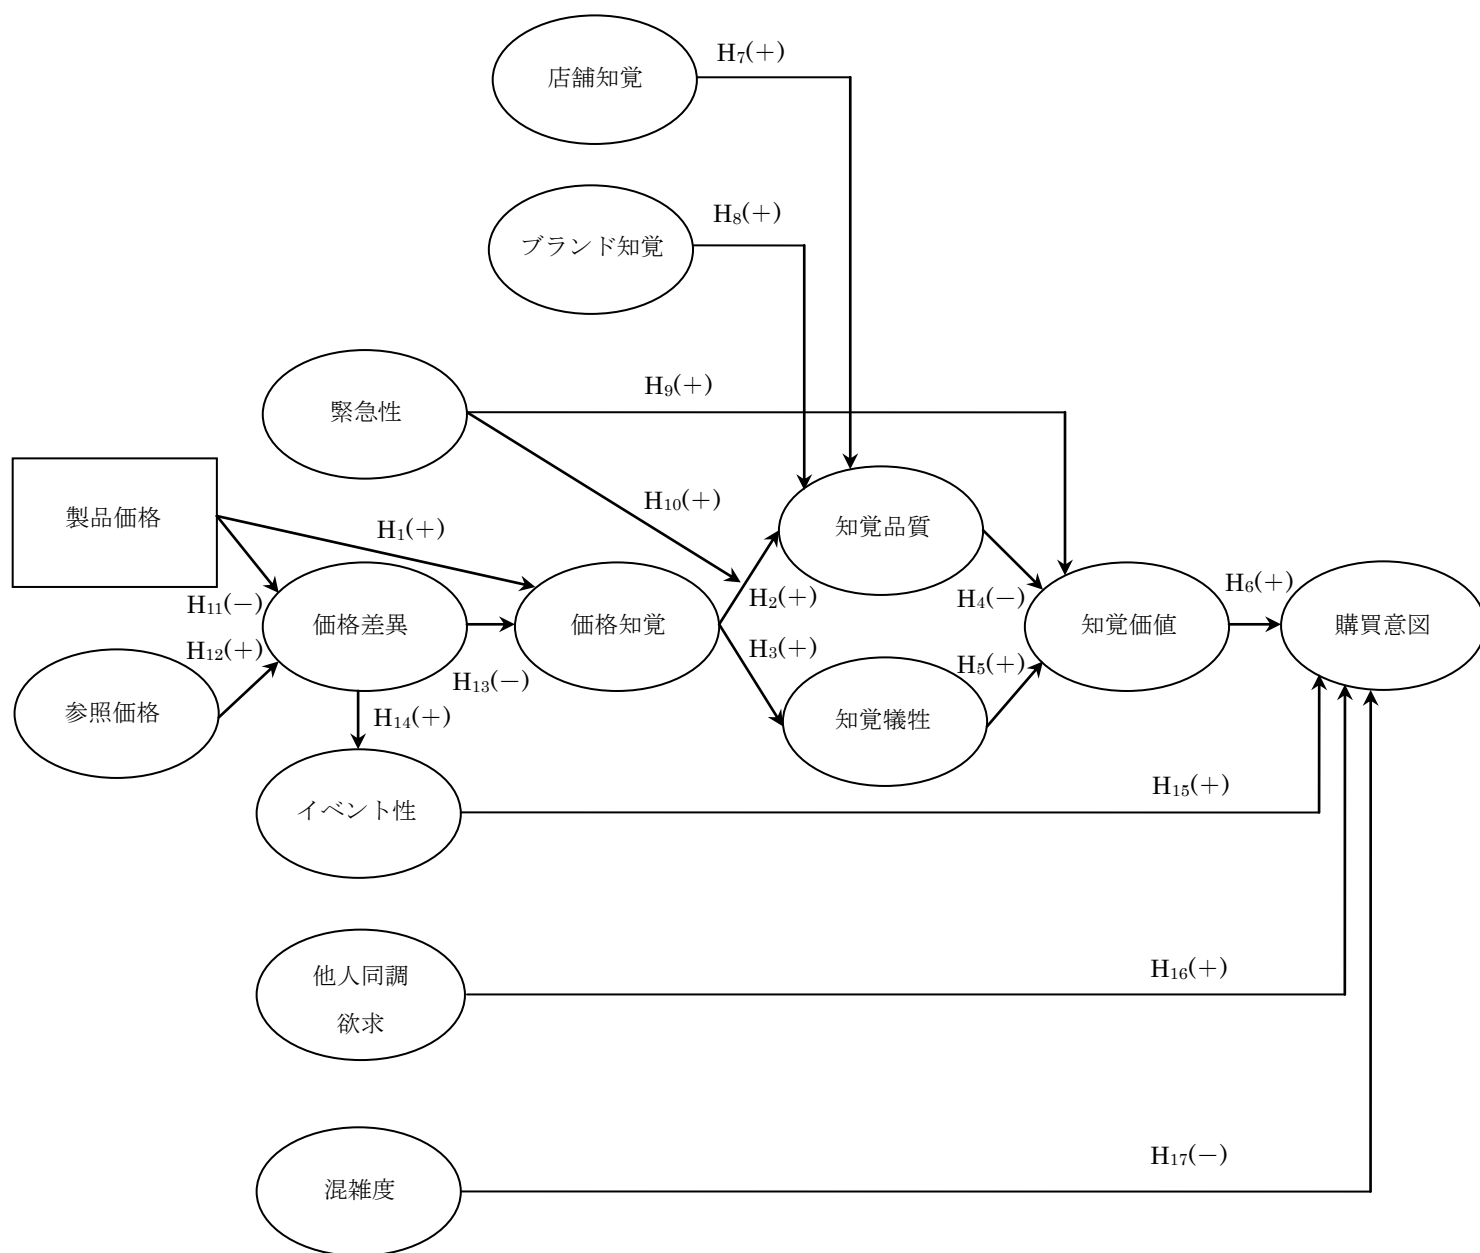 H₇(+)
店舗知覚
H₈(+)
ブランド知覚
H₉(+)
緊急性
H₁₀(+)
製品価格
H₁(+)
知覚品質
H₁₁(−)
価格差異
価格知覚
H₂(+)
H₄(−)
知覚価値
H₆(+)
購買意図
H₁₂(+)
H₁₃(−)
H₃(+)
H₅(+)
参照価格
H₁₄(+)
知覚犠牲
イベント性
H₁₅(+)
他人同調
欲求
H₁₆(+)
混雑度
H₁₇(−)